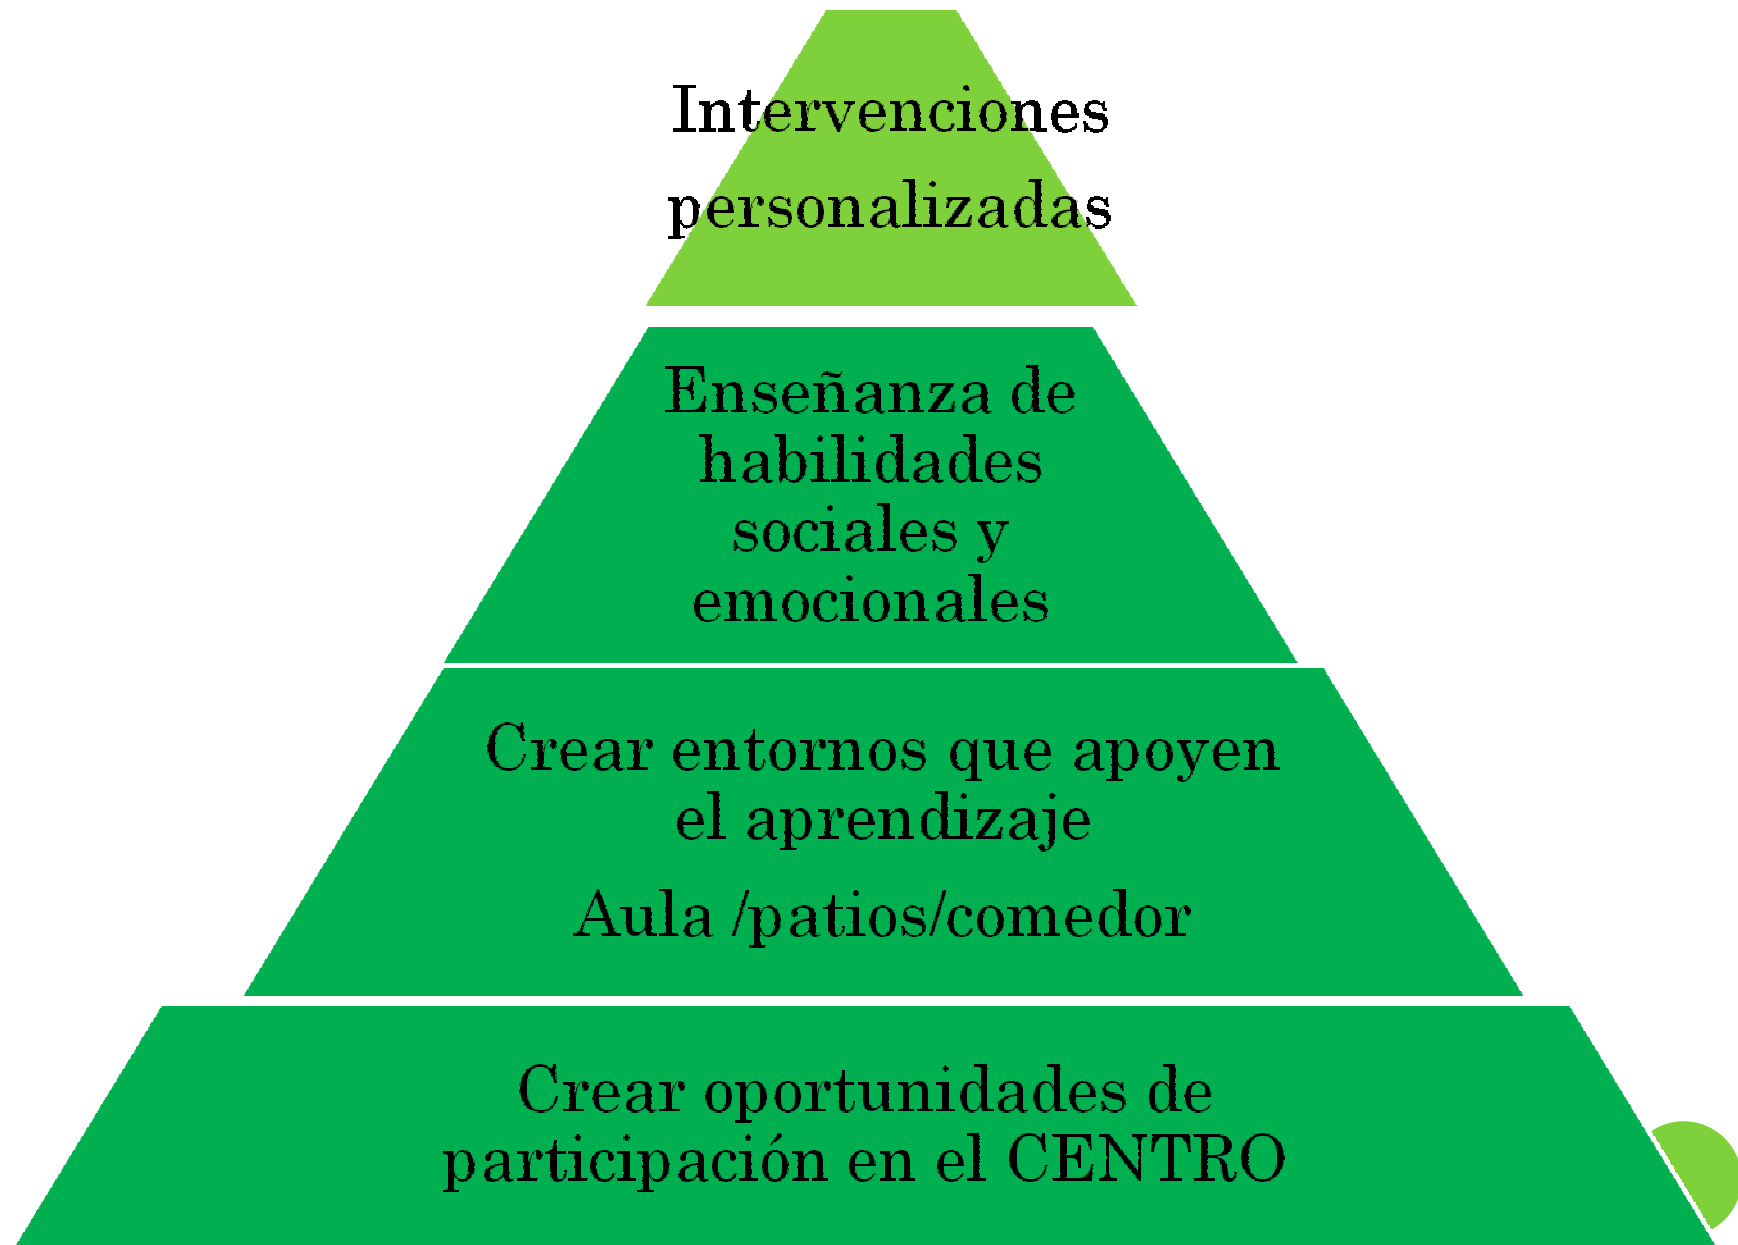 Intervenciones
personalizadas
Enseñanza de
habilidades
sociales y
emocionales
Crear entornos que apoyen
el aprendizaje
Aula /patios/comedor
Crear oportunidades de
participación en el CENTRO